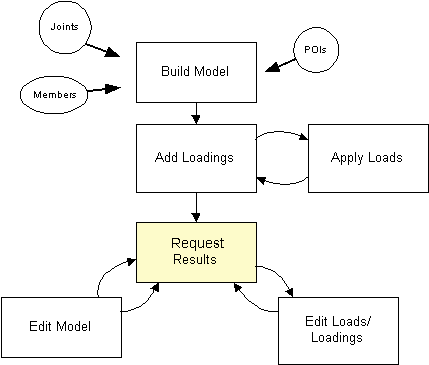 Joints
POIs
Members
Build Model
Add Loadings
Apply Loads
Request
Results
Edit Model
Edit Loads/
Loadings